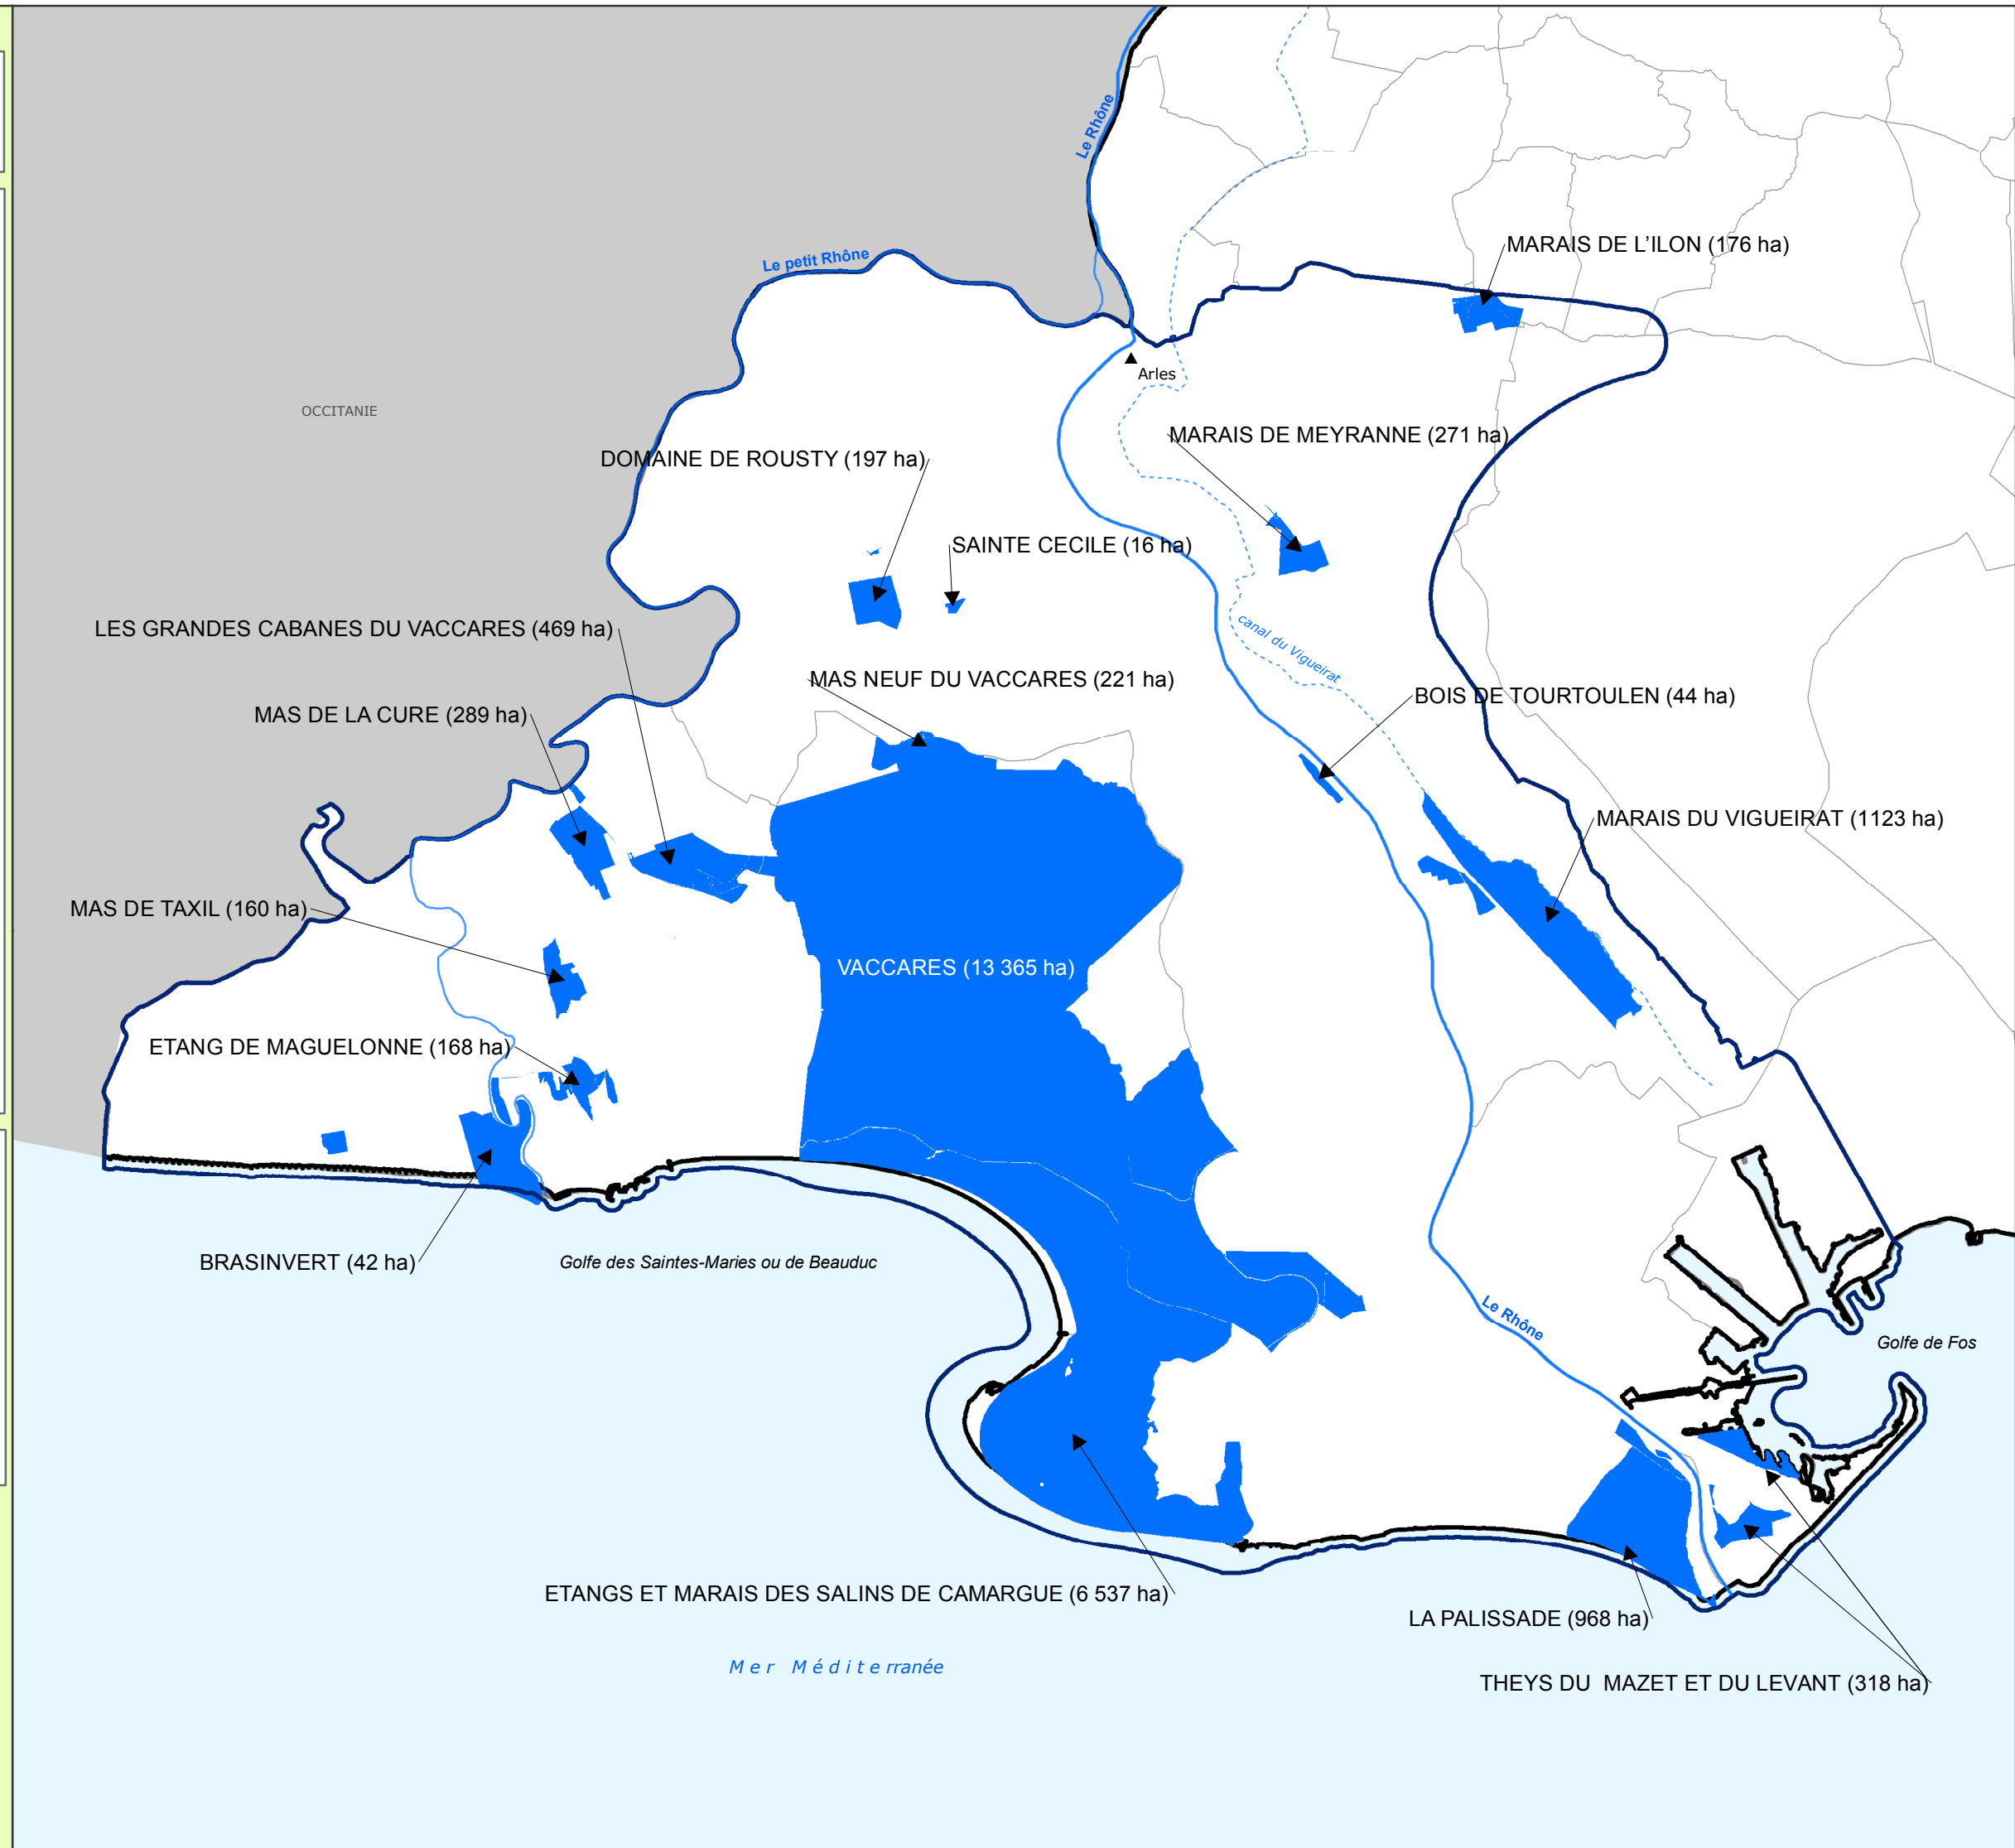 Le Rhône
MARAIS DE L'ILON (176 ha)
Le petit Rhône
Arles
OCCITANIE
MARAIS DE MEYRANNE (271 ha)
DOMAINE DE ROUSTY (197 ha)
SAINTE CECILE (16 ha)
LES GRANDES CABANES DU VACCARES (469 ha)
canal du Vigueirat
MAS NEUF DU VACCARES (221 ha)
BOIS DE TOURTOULEN (44 ha)
MAS DE LA CURE (289 ha)
MARAIS DU VIGUEIRAT (1123 ha)
MAS DE TAXIL (160 ha)
VACCARES (13 365 ha)
ETANG DE MAGUELONNE (168 ha)
BRASINVERT (42 ha)
Golfe des Saintes-Maries ou de Beauduc
Le Rhône
Golfe de Fos
ETANGS ET MARAIS DES SALINS DE CAMARGUE (6 537 ha)
LA PALISSADE (968 ha)
Mer Méditerranée
THEYS DU MAZET ET DU LEVANT (318 ha)